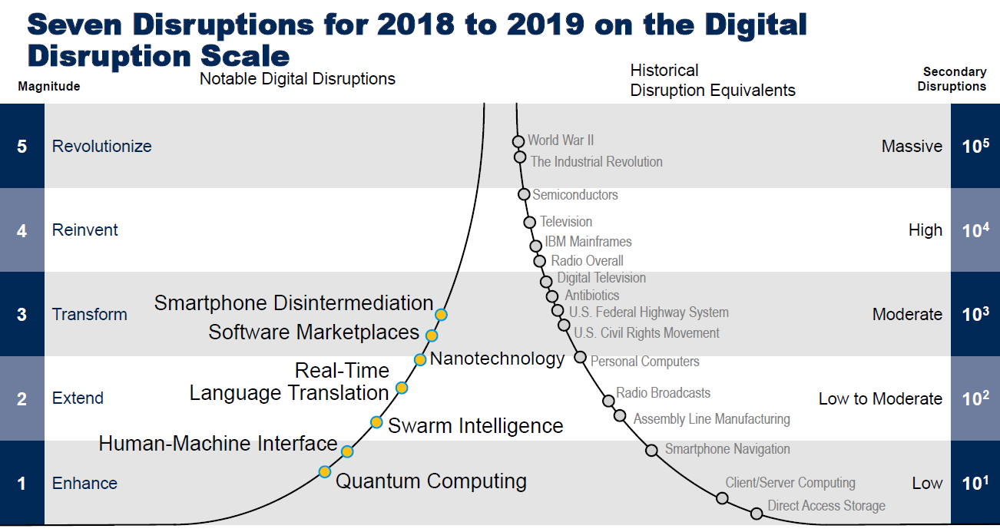 Seven Disruptions for 2018 to 2019 on the Digital
Disruption Scale
Magnitude
Notable Digital Disruptions
Historical
Disruption Equivalents
Secondary
Disruptions
5 Revolutionize
World War II
The Industrial Revolution
Massive 10⁵
Semiconductors
4 Reinvent
Television
IBM Mainframes
Radio Overall
High 10⁴
Digital Television
Antibiotics
3 Transform
Smartphone Disintermediation
Software Marketplaces
U.S. Federal Highway System
U.S. Civil Rights Movement
Moderate 10³
Nanotechnology
Personal Computers
2 Extend
Real-Time
Language Translation
Swarm Intelligence
Radio Broadcasts
Assembly Line Manufacturing
Low to Moderate 10²
Human-Machine Interface
Smartphone Navigation
1 Enhance
Quantum Computing
Client/Server Computing
Direct Access Storage
Low 10¹